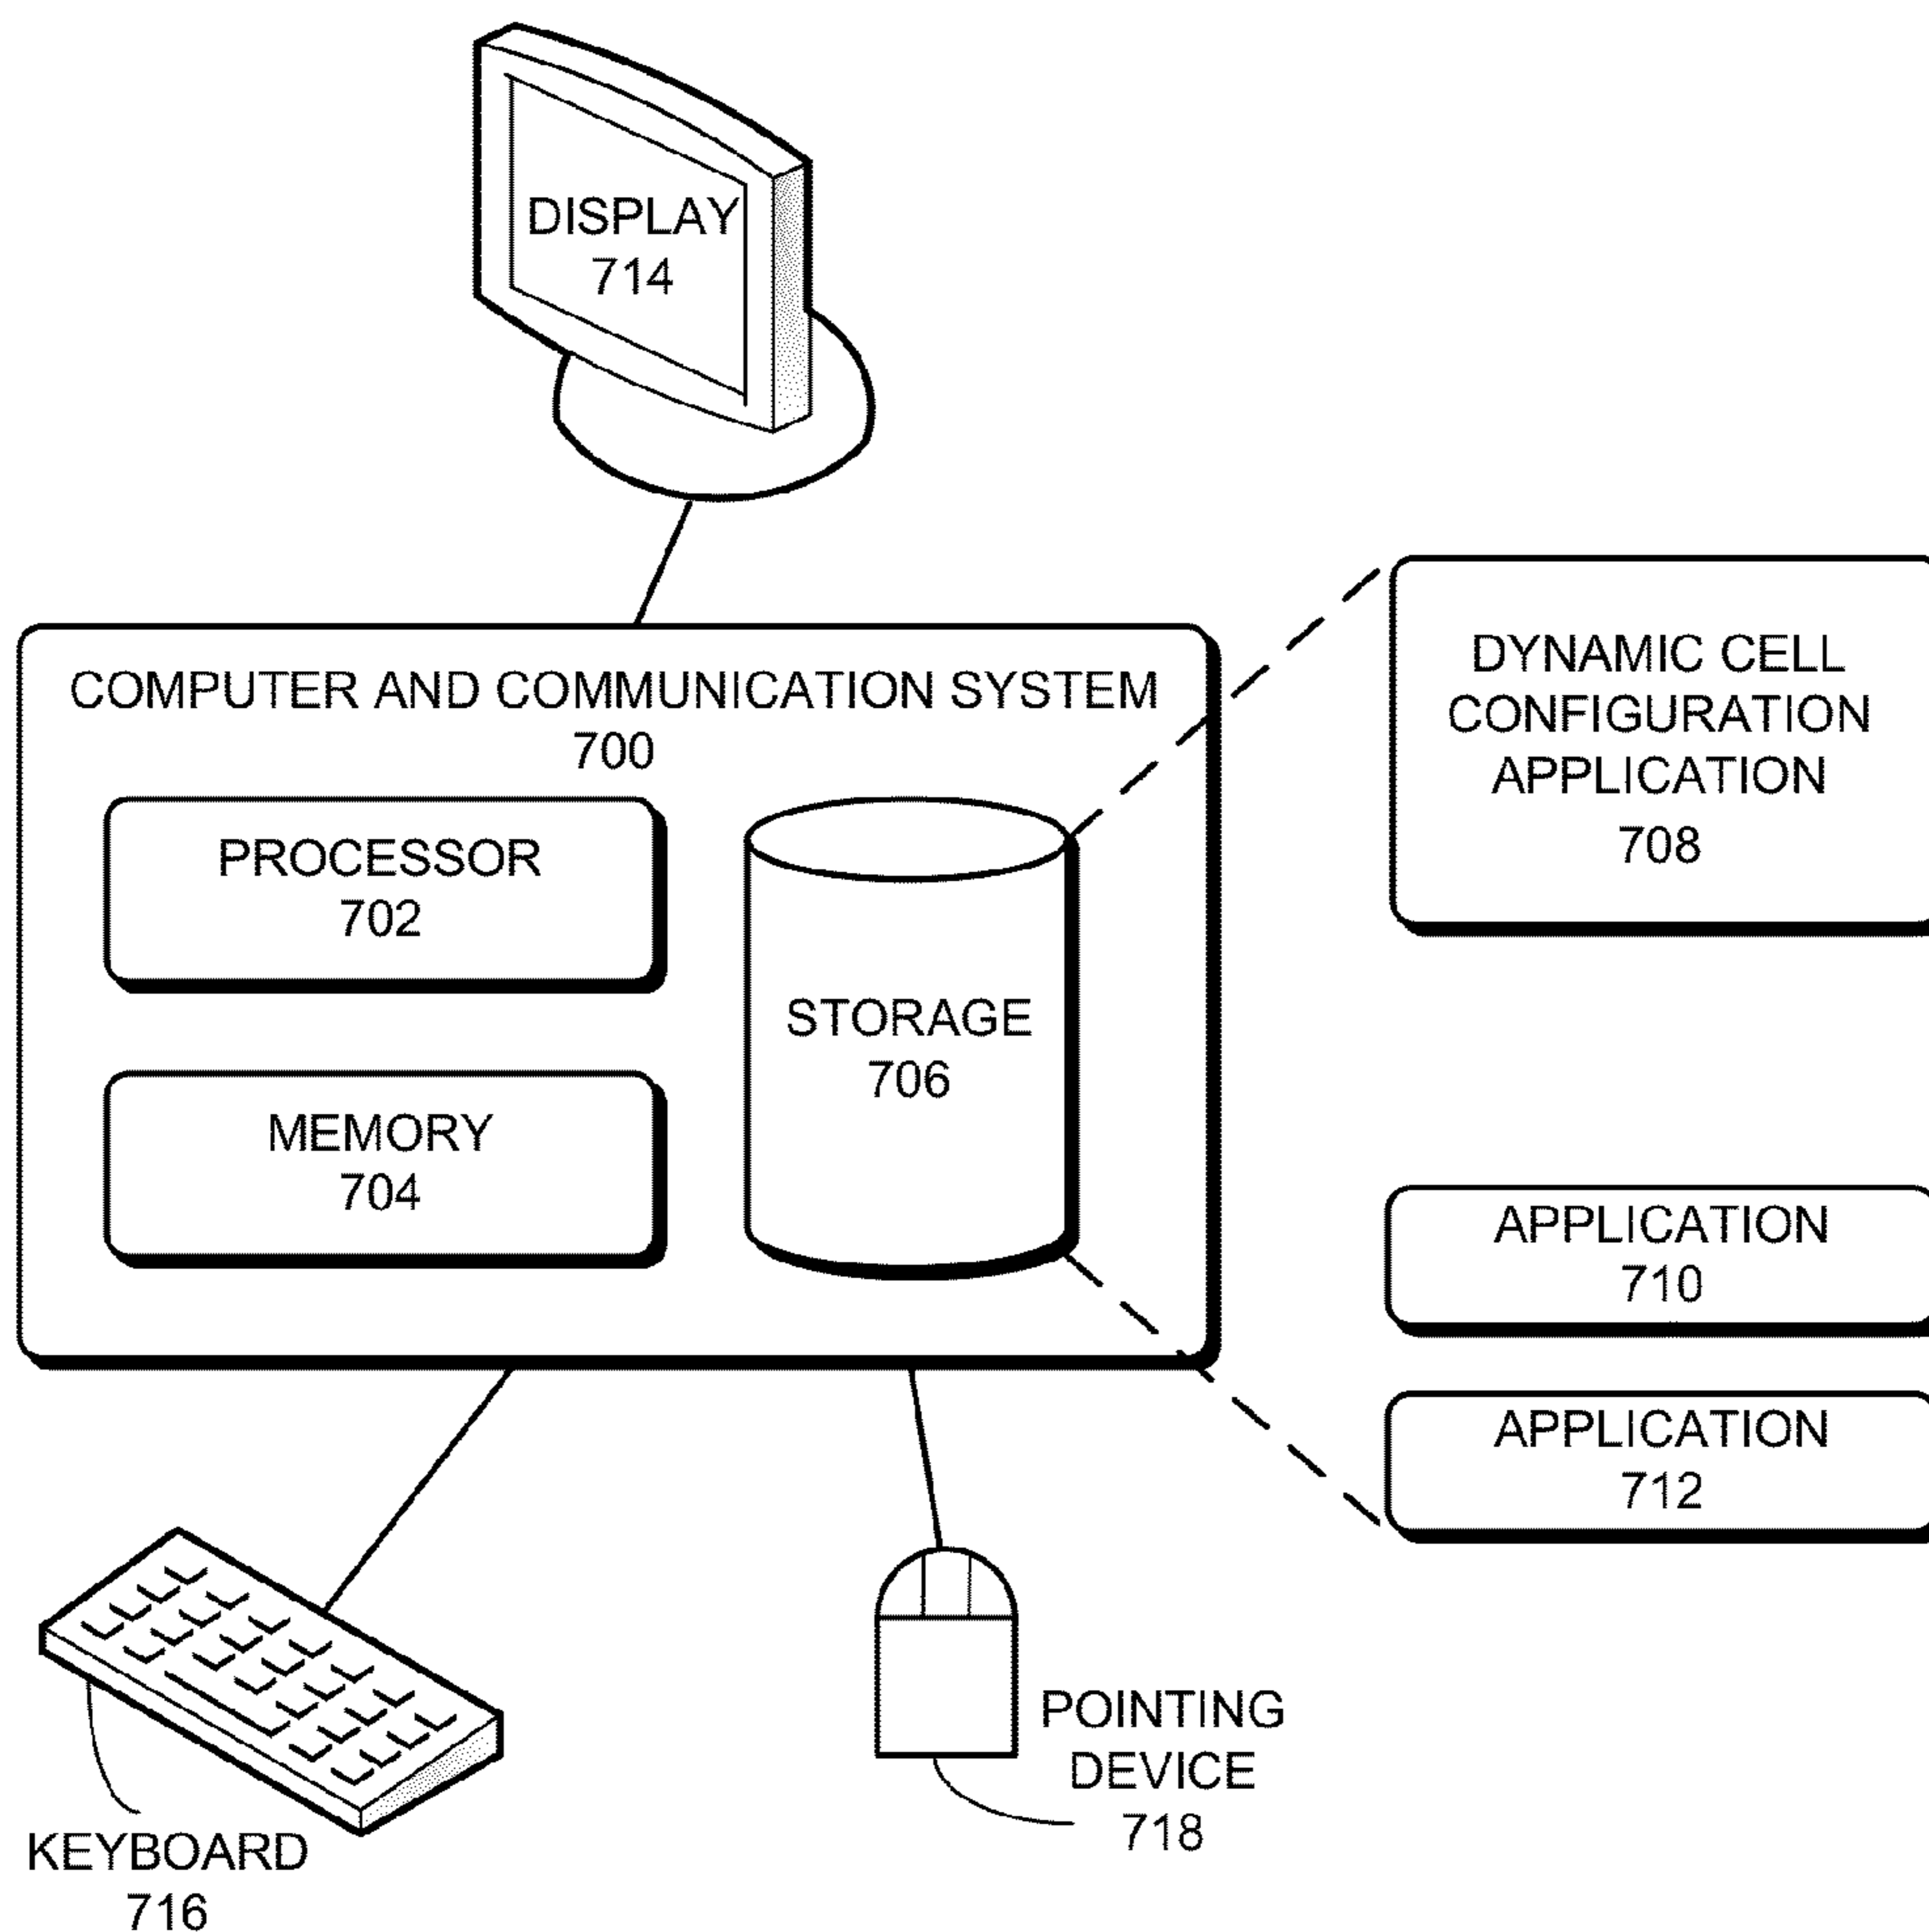 DISPLAY
714
COMPUTER AND COMMUNICATION SYSTEM
700
PROCESSOR
702
MEMORY
704
STORAGE
706
DYNAMIC CELL
CONFIGURATION
APPLICATION
708
APPLICATION
710
APPLICATION
712
KEYBOARD
716
POINTING
DEVICE
718